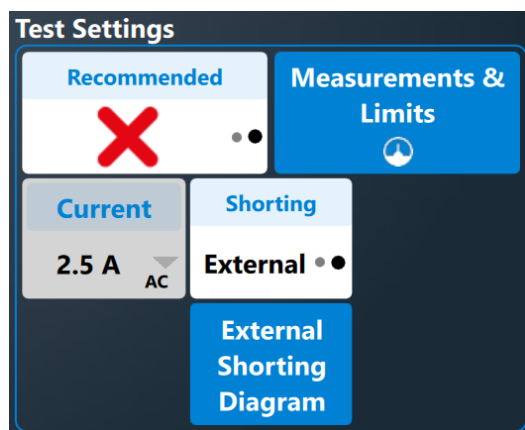 Test Settings
Recommended
Measurements &
Limits
Current
2.5 A
AC
Shorting
External
External
Shorting
Diagram